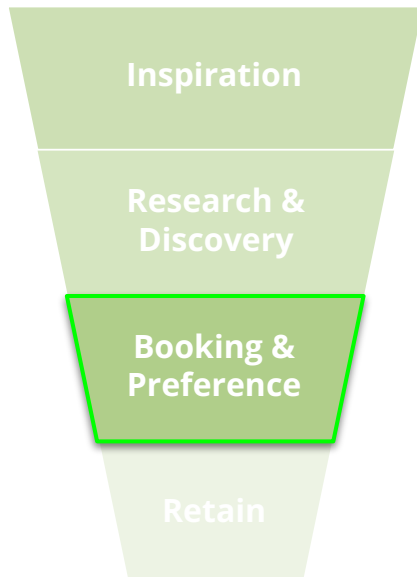 Inspiration
Research &
Discovery
Booking &
Preference
Retain